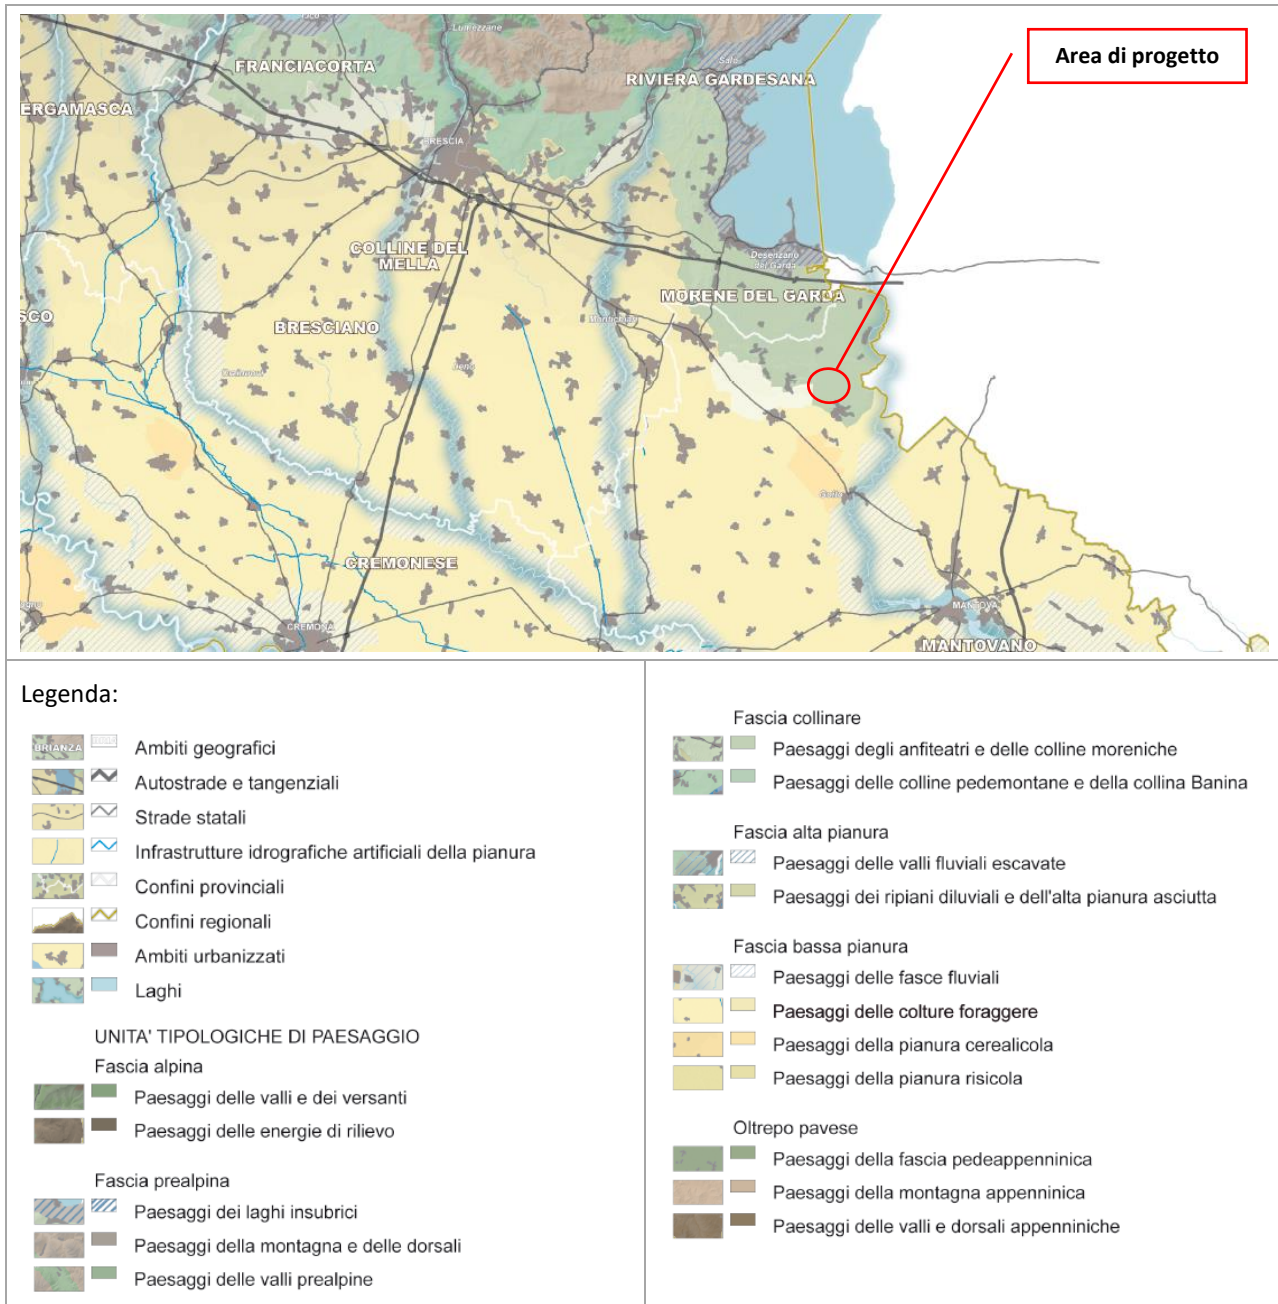 Iseo
Lumezzane
FRANCIACORTA
Salò
RIVIERA GARDESANA
Area di progetto
ERGAMASCA
BRESCIA
COLLINE DEL
MELLA
Desenzano
del Garda
MORENE DEL GARDA
SCO
BRESCIANO
Montichiari
Orzinuovi
Leno
Goito
CREMONESE
CREMONA
MANTOVA
MANTOVANO
Legenda:
BRIANZA
Ambiti geografici
Autostrade e tangenziali
Strade statali
Infrastrutture idrografiche artificiali della pianura
Confini provinciali
Confini regionali
Ambiti urbanizzati
Laghi
UNITA' TIPOLOGICHE DI PAESAGGIO
Fascia alpina
Paesaggi delle valli e dei versanti
Paesaggi delle energie di rilievo
Fascia prealpina
Paesaggi dei laghi insubrici
Paesaggi della montagna e delle dorsali
Paesaggi delle valli prealpine
Fascia collinare
Paesaggi degli anfiteatri e delle colline moreniche
Paesaggi delle colline pedemontane e della collina Banina
Fascia alta pianura
Paesaggi delle valli fluviali escavate
Paesaggi dei ripiani diluviali e dell'alta pianura asciutta
Fascia bassa pianura
Paesaggi delle fasce fluviali
Paesaggi delle colture foraggere
Paesaggi della pianura cerealicola
Paesaggi della pianura risicola
Oltrepo pavese
Paesaggi della fascia pedeappenninica
Paesaggi della montagna appenninica
Paesaggi delle valli e dorsali appenniniche